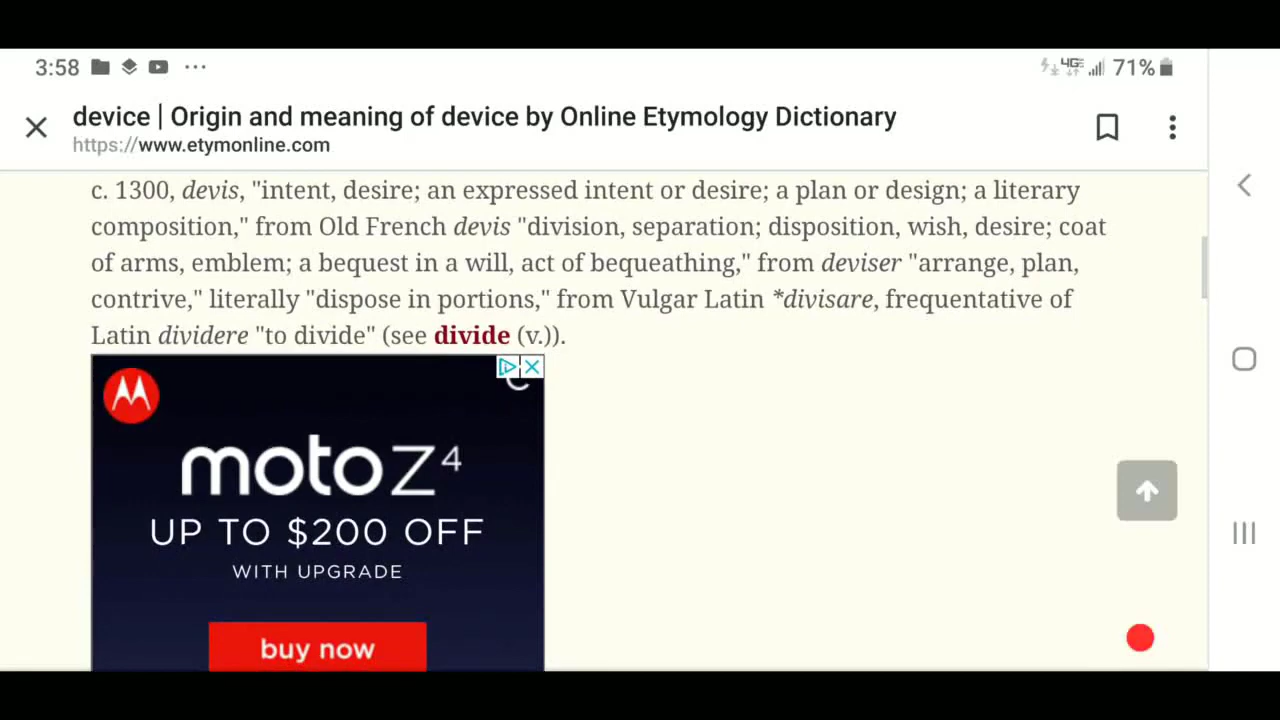 3:58 ... 4GE 71%
device | Origin and meaning of device by Online Etymology Dictionary
https://www.etymonline.com
c. 1300, devis, "intent, desire; an expressed intent or desire; a plan or design; a literary
composition," from Old French devis "division, separation; disposition, wish, desire; coat
of arms, emblem; a bequest in a will, act of bequeathing," from deviser "arrange, plan,
contrive," literally "dispose in portions," from Vulgar Latin *divisare, frequentative of
Latin dividere "to divide" (see divide (v.)).
moto z4
UP TO $200 OFF
WITH UPGRADE
buy now